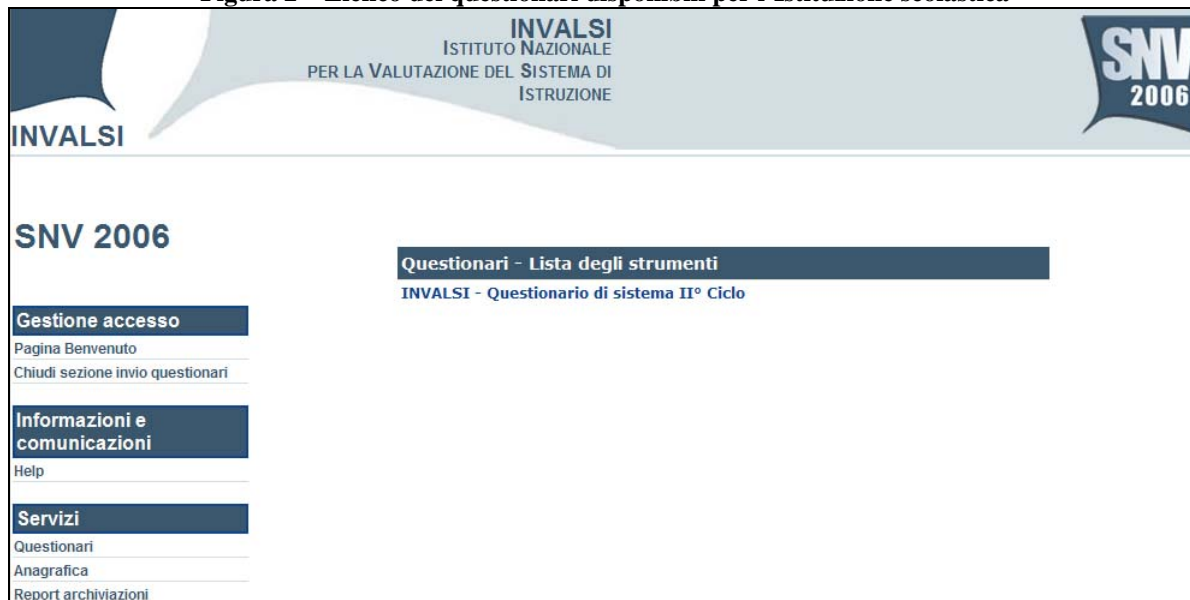 INVALSI
ISTITUTO NAZIONALE
PER LA VALUTAZIONE DEL SISTEMA DI
ISTRUZIONE
SNV
2006
INVALSI
SNV 2006
Questionari - Lista degli strumenti
INVALSI - Questionario di sistema II° Ciclo
Gestione accesso
Pagina Benvenuto
Chiudi sezione invio questionari
Informazioni e
comunicazioni
Help
Servizi
Questionari
Anagrafica
Report archiviazioni